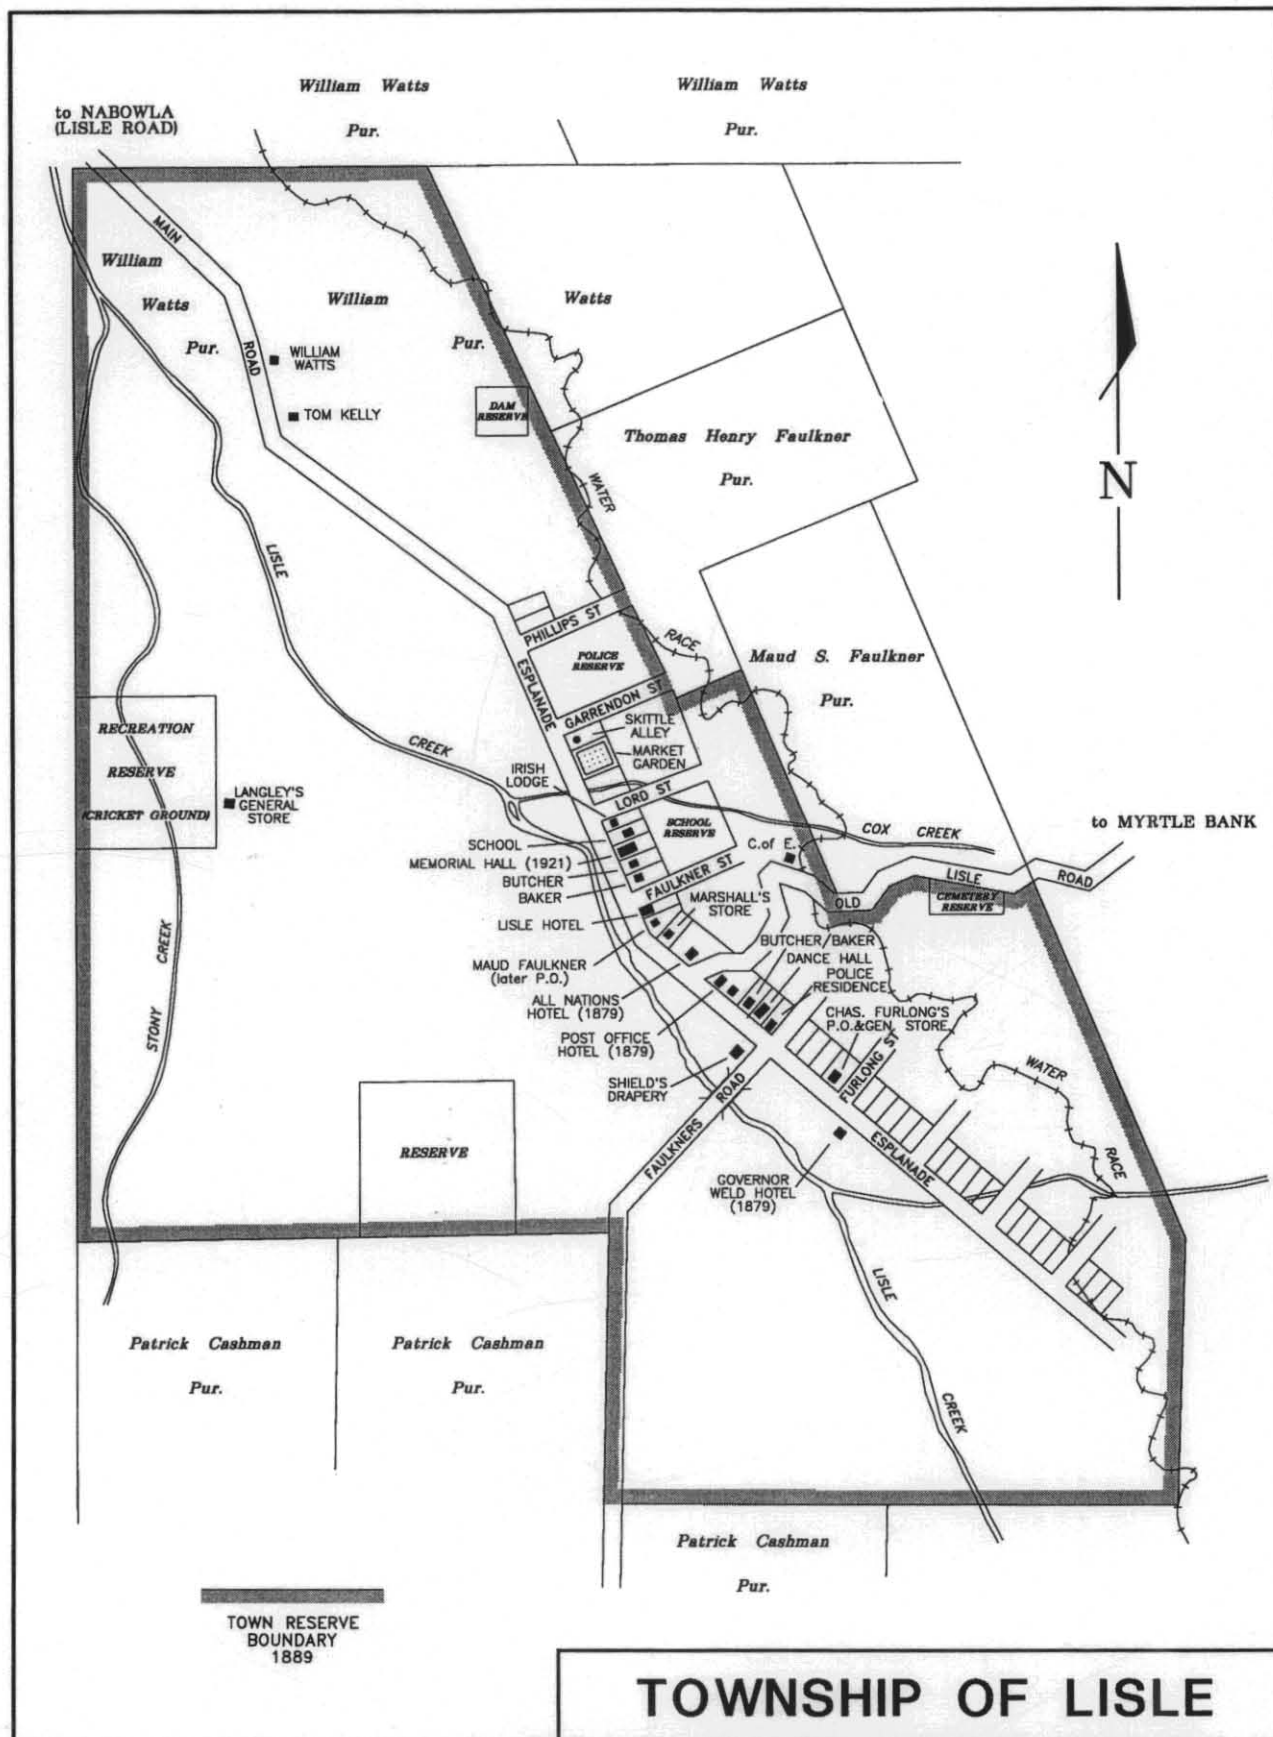 William Watts
Pur.
William Watts
Pur.
to NABOWLA
(LISLE ROAD)
MAIN
ROAD
William
Watts
Pur.
William
Watts
Pur.
WILLIAM
WATTS
TOM KELLY
DAM
RESERVE
Thomas Henry Faulkner
Pur.
WATER
RACE
N
LISLE
CREEK
PHILLIPS ST
POLICE
RESERVE
ESPLANADE
GARRENDON ST
Maud S. Faulkner
Pur.
SKITTLE
ALLEY
MARKET
GARDEN
IRISH
LODGE
LORD ST
RECREATION
RESERVE
(CRICKET GROUND)
LANGLEY'S
GENERAL
STORE
SCHOOL
RESERVE
COX CREEK
to MYRTLE BANK
SCHOOL
MEMORIAL HALL (1921)
BUTCHER
BAKER
C.of E.
FAULKNER ST
OLD
LISLE
ROAD
CEMETERY
RESERVE
LISLE HOTEL
MARSHALL'S
STORE
MAUD FAULKNER
(later P.O.)
ALL NATIONS
HOTEL (1879)
POST OFFICE
HOTEL (1879)
BUTCHER/BAKER
DANCE HALL
POLICE
RESIDENCE
CHAS. FURLONG'S
P.O.&GEN. STORE
STONY
CREEK
SHIELD'S
DRAPERY
FURLONG ST
WATER
RACE
FAULKNERS
ROAD
ESPLANADE
RESERVE
GOVERNOR
WELD HOTEL
(1879)
LISLE
CREEK
Patrick Cashman
Pur.
Patrick Cashman
Pur.
Patrick Cashman
Pur.
TOWN RESERVE
BOUNDARY
1889
TOWNSHIP OF LISLE